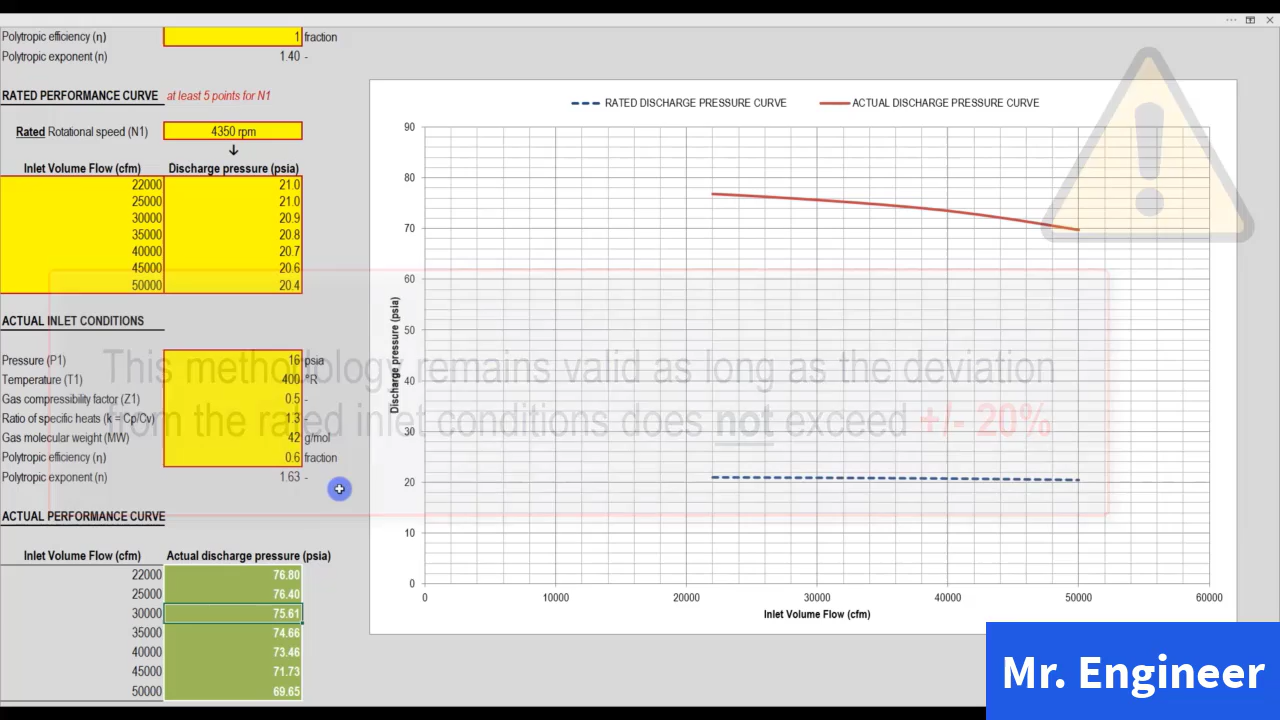 Polytropic efficiency (η) 1 fraction
Polytropic exponent (n) 1.40 -
RATED PERFORMANCE CURVE at least 5 points for N1
Rated Rotational speed (N1) 4350 rpm
Inlet Volume Flow (cfm) Discharge pressure (psia)
22000 21.0
25000 21.0
30000 20.9
35000 20.8
40000 20.7
45000 20.6
50000 20.4
ACTUAL INLET CONDITIONS
Pressure (P1) 16 psia
Temperature (T1) 400 °R
Gas compressibility factor (Z1) 0.5 -
Ratio of specific heats (k = Cp/Cv) 1.3 -
Gas molecular weight (MW) 42 g/mol
Polytropic efficiency (η) 0.6 fraction
Polytropic exponent (n) 1.63 -
ACTUAL PERFORMANCE CURVE
Inlet Volume Flow (cfm) Actual discharge pressure (psia)
22000 76.80
25000 76.40
30000 75.61
35000 74.66
40000 73.46
45000 71.73
50000 69.65
RATED DISCHARGE PRESSURE CURVE ACTUAL DISCHARGE PRESSURE CURVE
90
80
70
60
50
40
30
20
10
0
Discharge pressure (psia)
0 10000 20000 30000 40000 50000 60000
Inlet Volume Flow (cfm)
This methodology remains valid as long as the deviation
from the rated inlet conditions does not exceed +/- 20%
Mr. Engineer